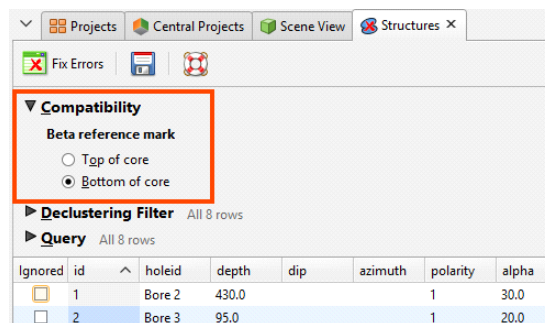 Projects Central Projects Scene View Structures
Fix Errors
Compatibility
Beta reference mark
Top of core
Bottom of core
Declustering Filter All 8 rows
Query All 8 rows
Ignored id holeid depth dip azimuth polarity alpha
1 Bore 2 430.0 1 30.0
2 Bore 3 95.0 1 20.0